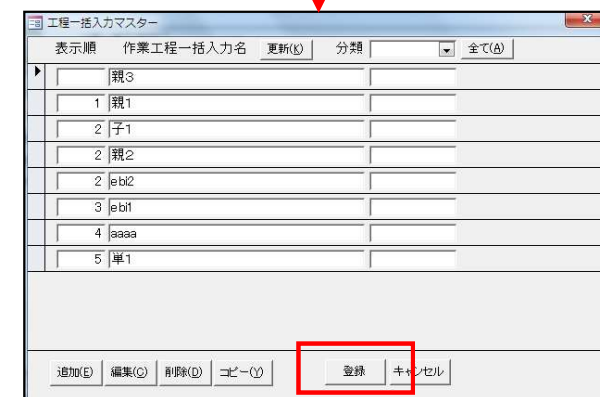 工程一括入力マスター
表示順 作業工程一括入力名 更新(K) 分類 全て(A)
親3
1 親1
2 子1
2 親2
2 ebi2
3 ebi1
4 aaaa
5 単1
追加(E) 編集(C) 削除(D) コピー(Y) 登録 キャンセル